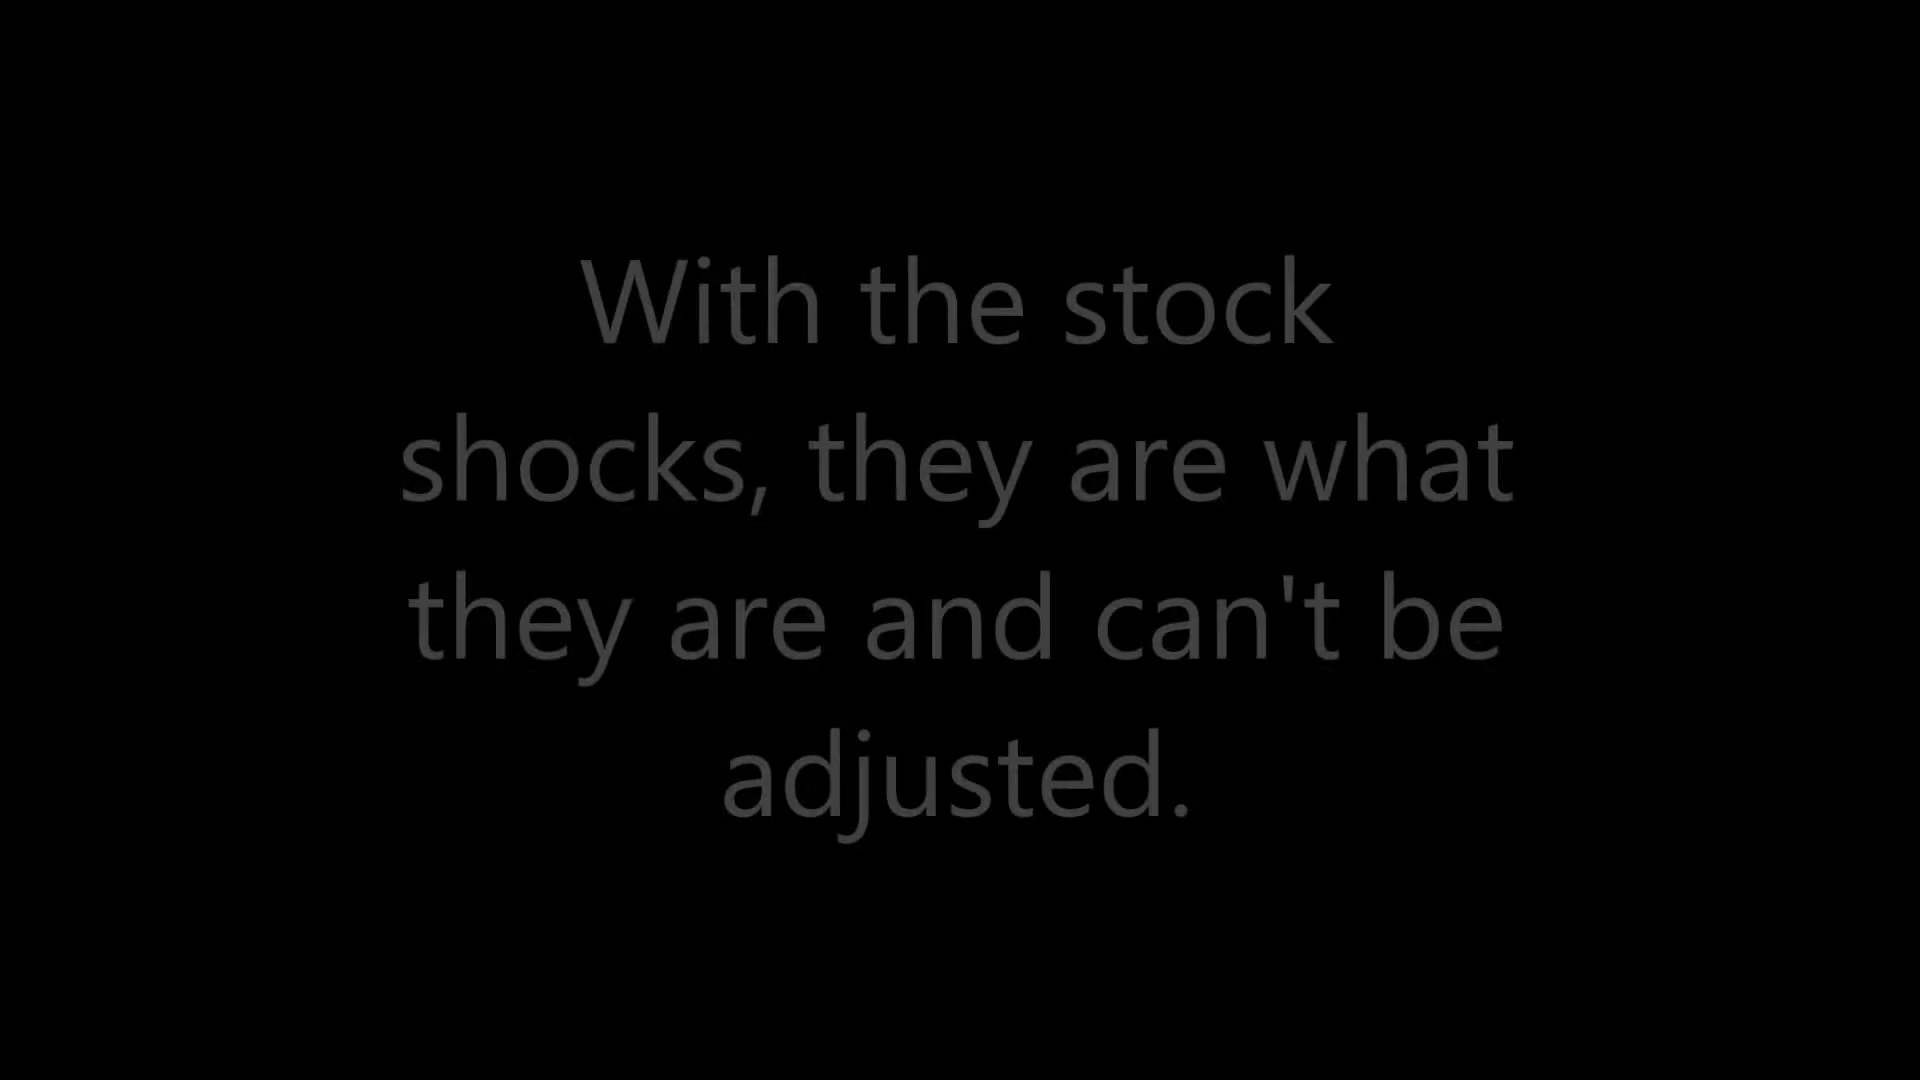 With the stock
shocks, they are what
they are and can't be
adjusted.